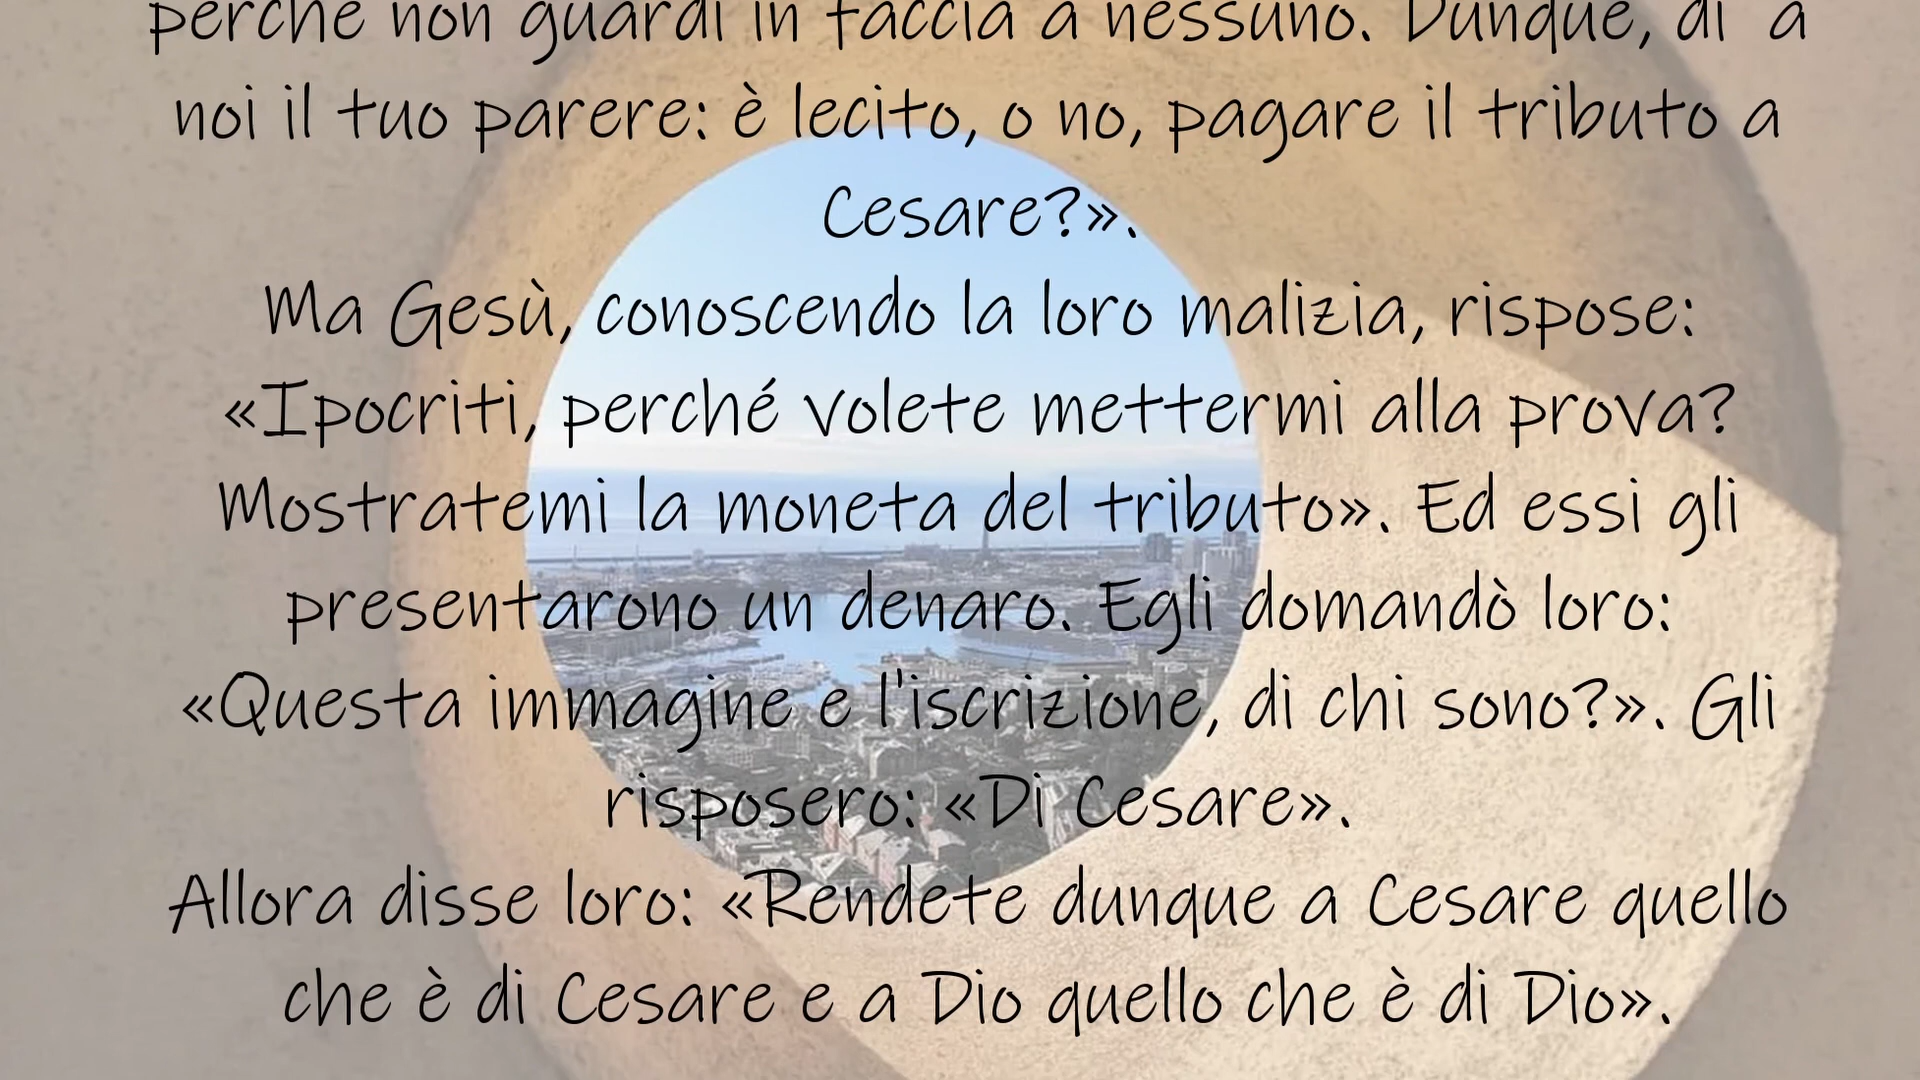 perché non guardi in faccia a nessuno. Dunque, di' a
noi il tuo parere: è lecito, o no, pagare il tributo a
Cesare?».
Ma Gesù, conoscendo la loro malizia, rispose:
«Ipocriti, perché volete mettermi alla prova?
Mostratemi la moneta del tributo». Ed essi gli
presentarono un denaro. Egli domandò loro:
«Questa immagine e l'iscrizione, di chi sono?». Gli
risposero: «Di Cesare».
Allora disse loro: «Rendete dunque a Cesare quello
che è di Cesare e a Dio quello che è di Dio».